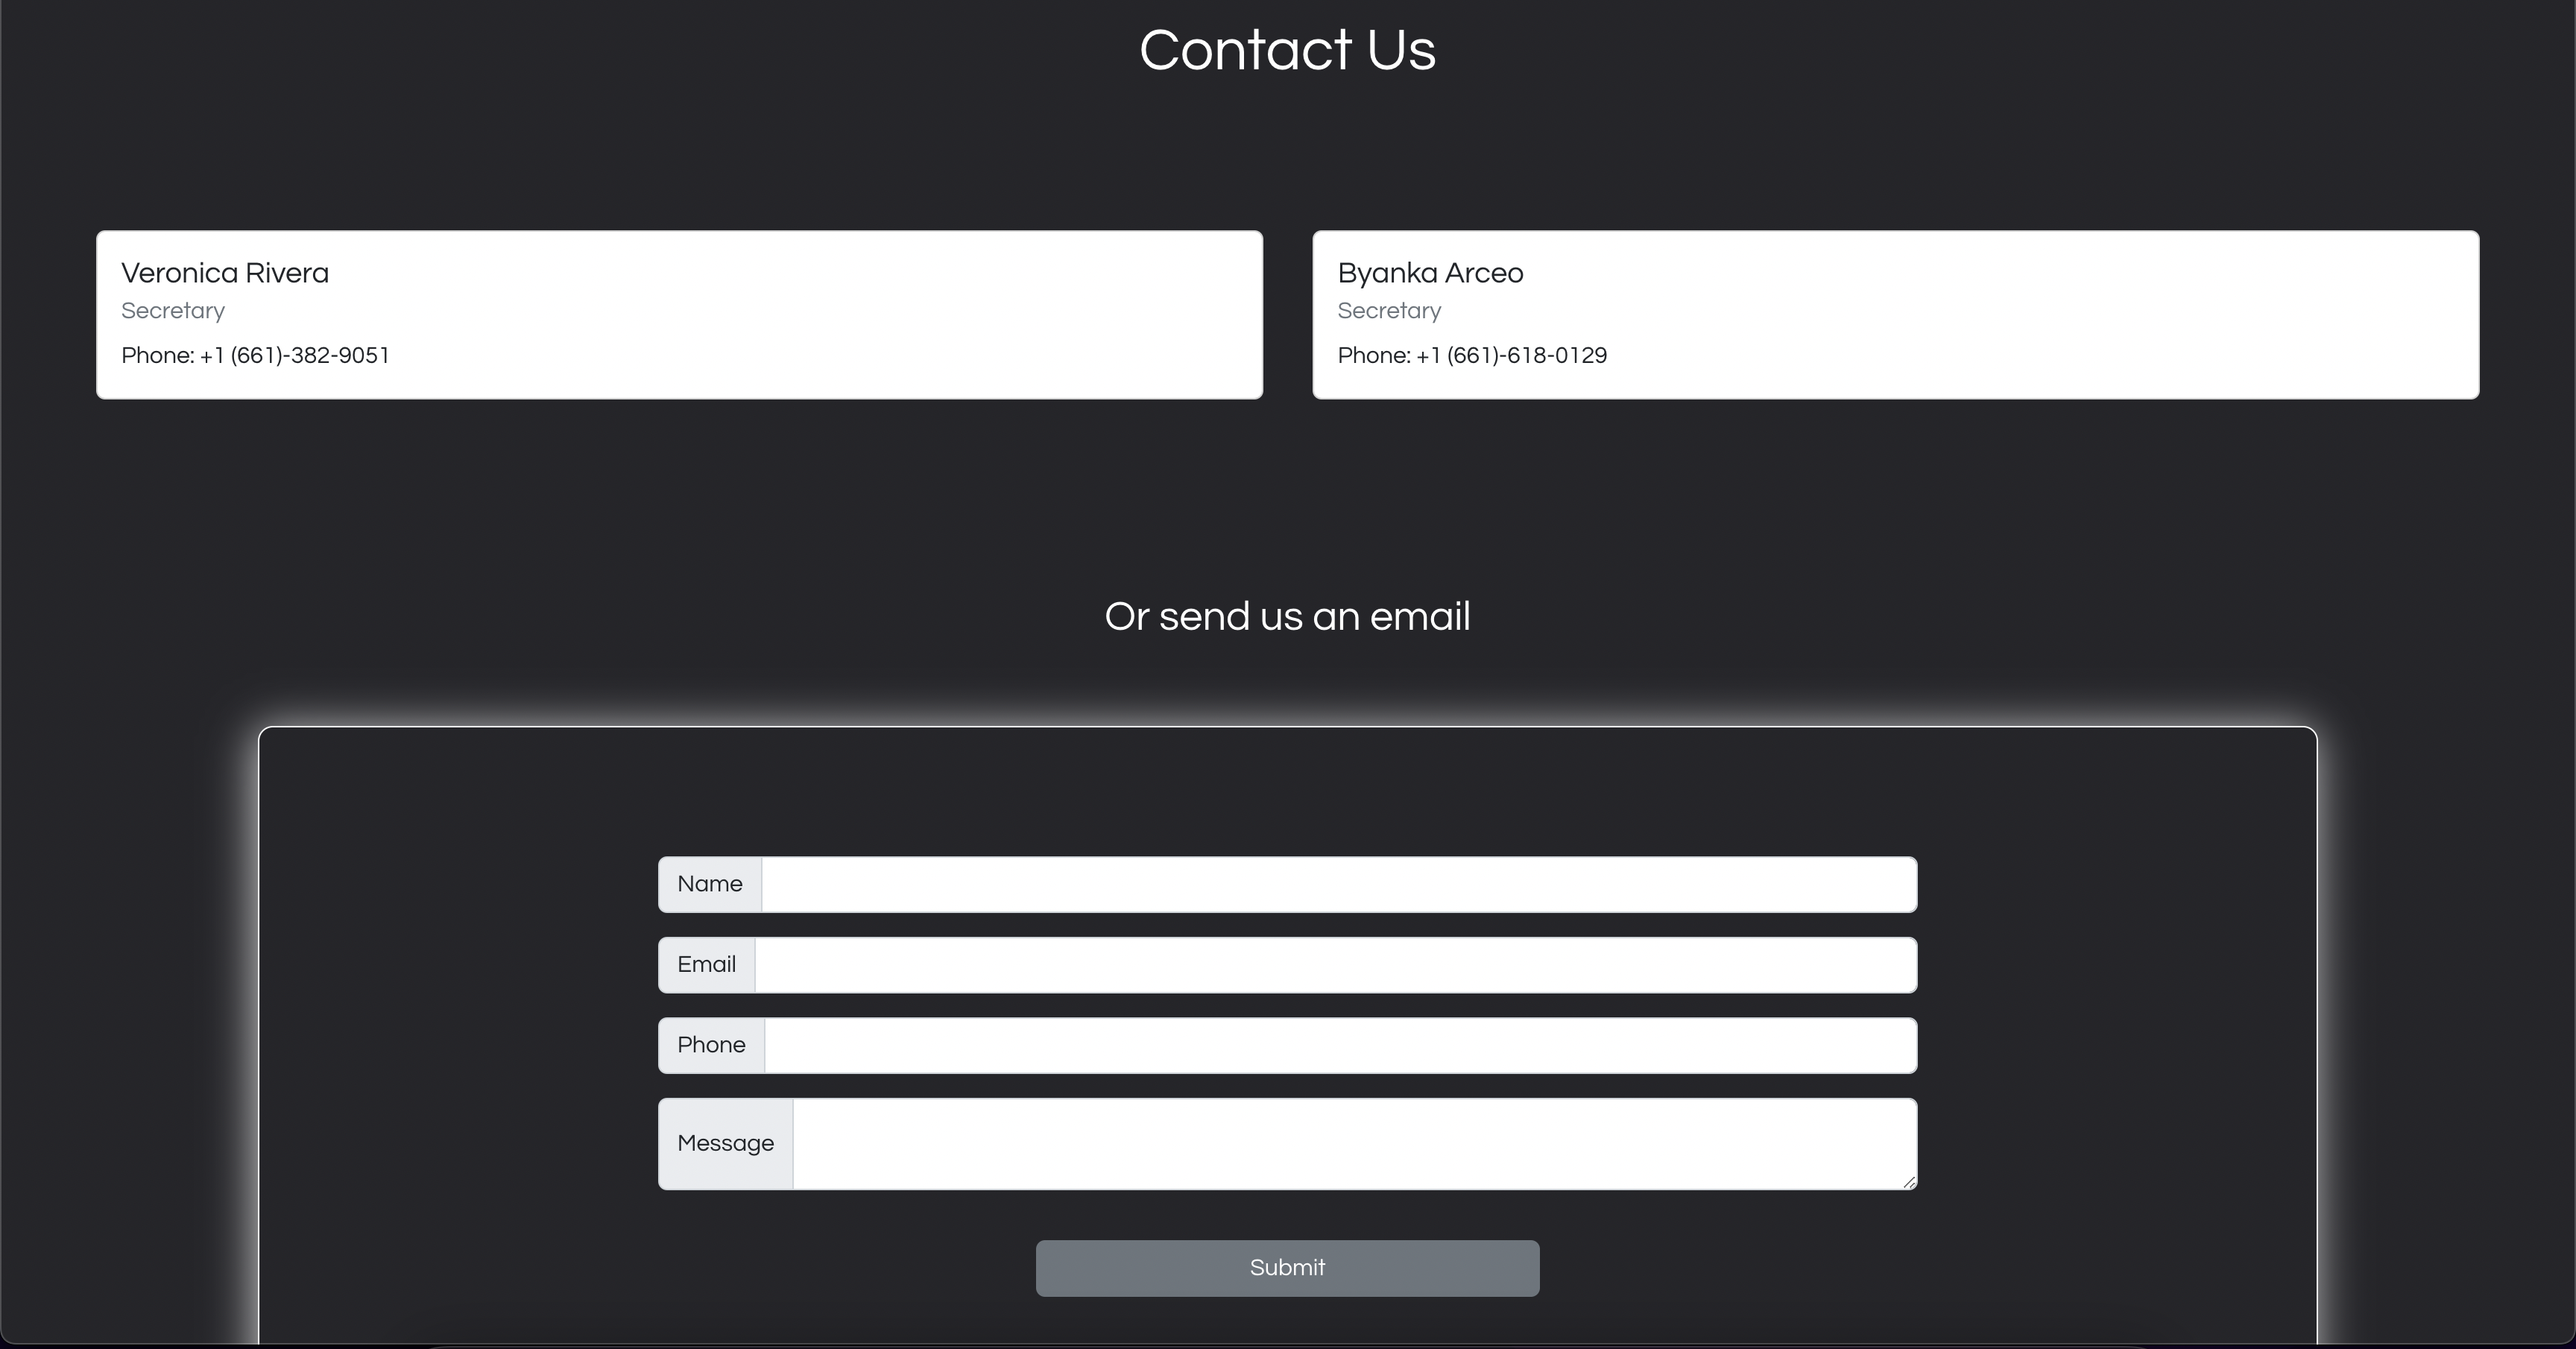 Contact Us
Veronica Rivera
Secretary
Phone: +1 (661)-382-9051
Byanka Arceo
Secretary
Phone: +1 (661)-618-0129
Or send us an email
Name
Email
Phone
Message
Submit